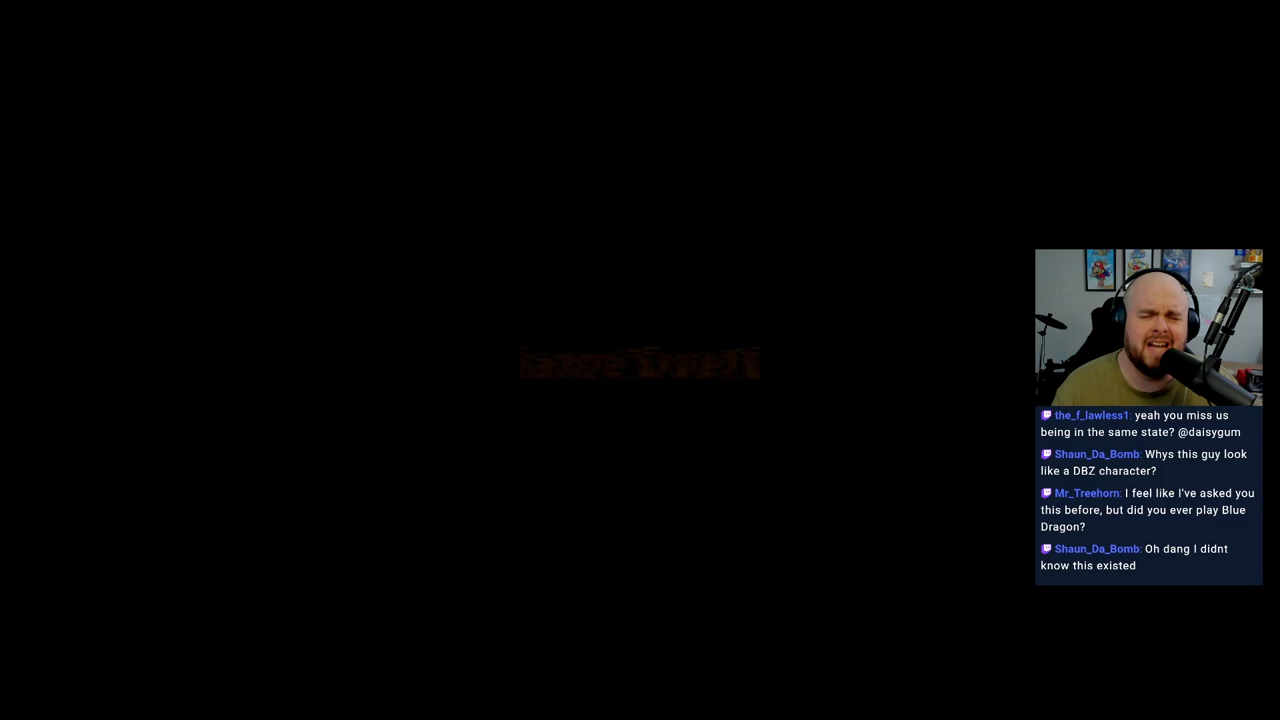 the_f_lawless1: yeah you miss us
being in the same state? @daisygum
Shaun_Da_Bomb: Whys this guy look
like a DBZ character?
Mr_Treehorn: I feel like I've asked you
this before, but did you ever play Blue
Dragon?
Shaun_Da_Bomb: Oh dang I didnt
know this existed